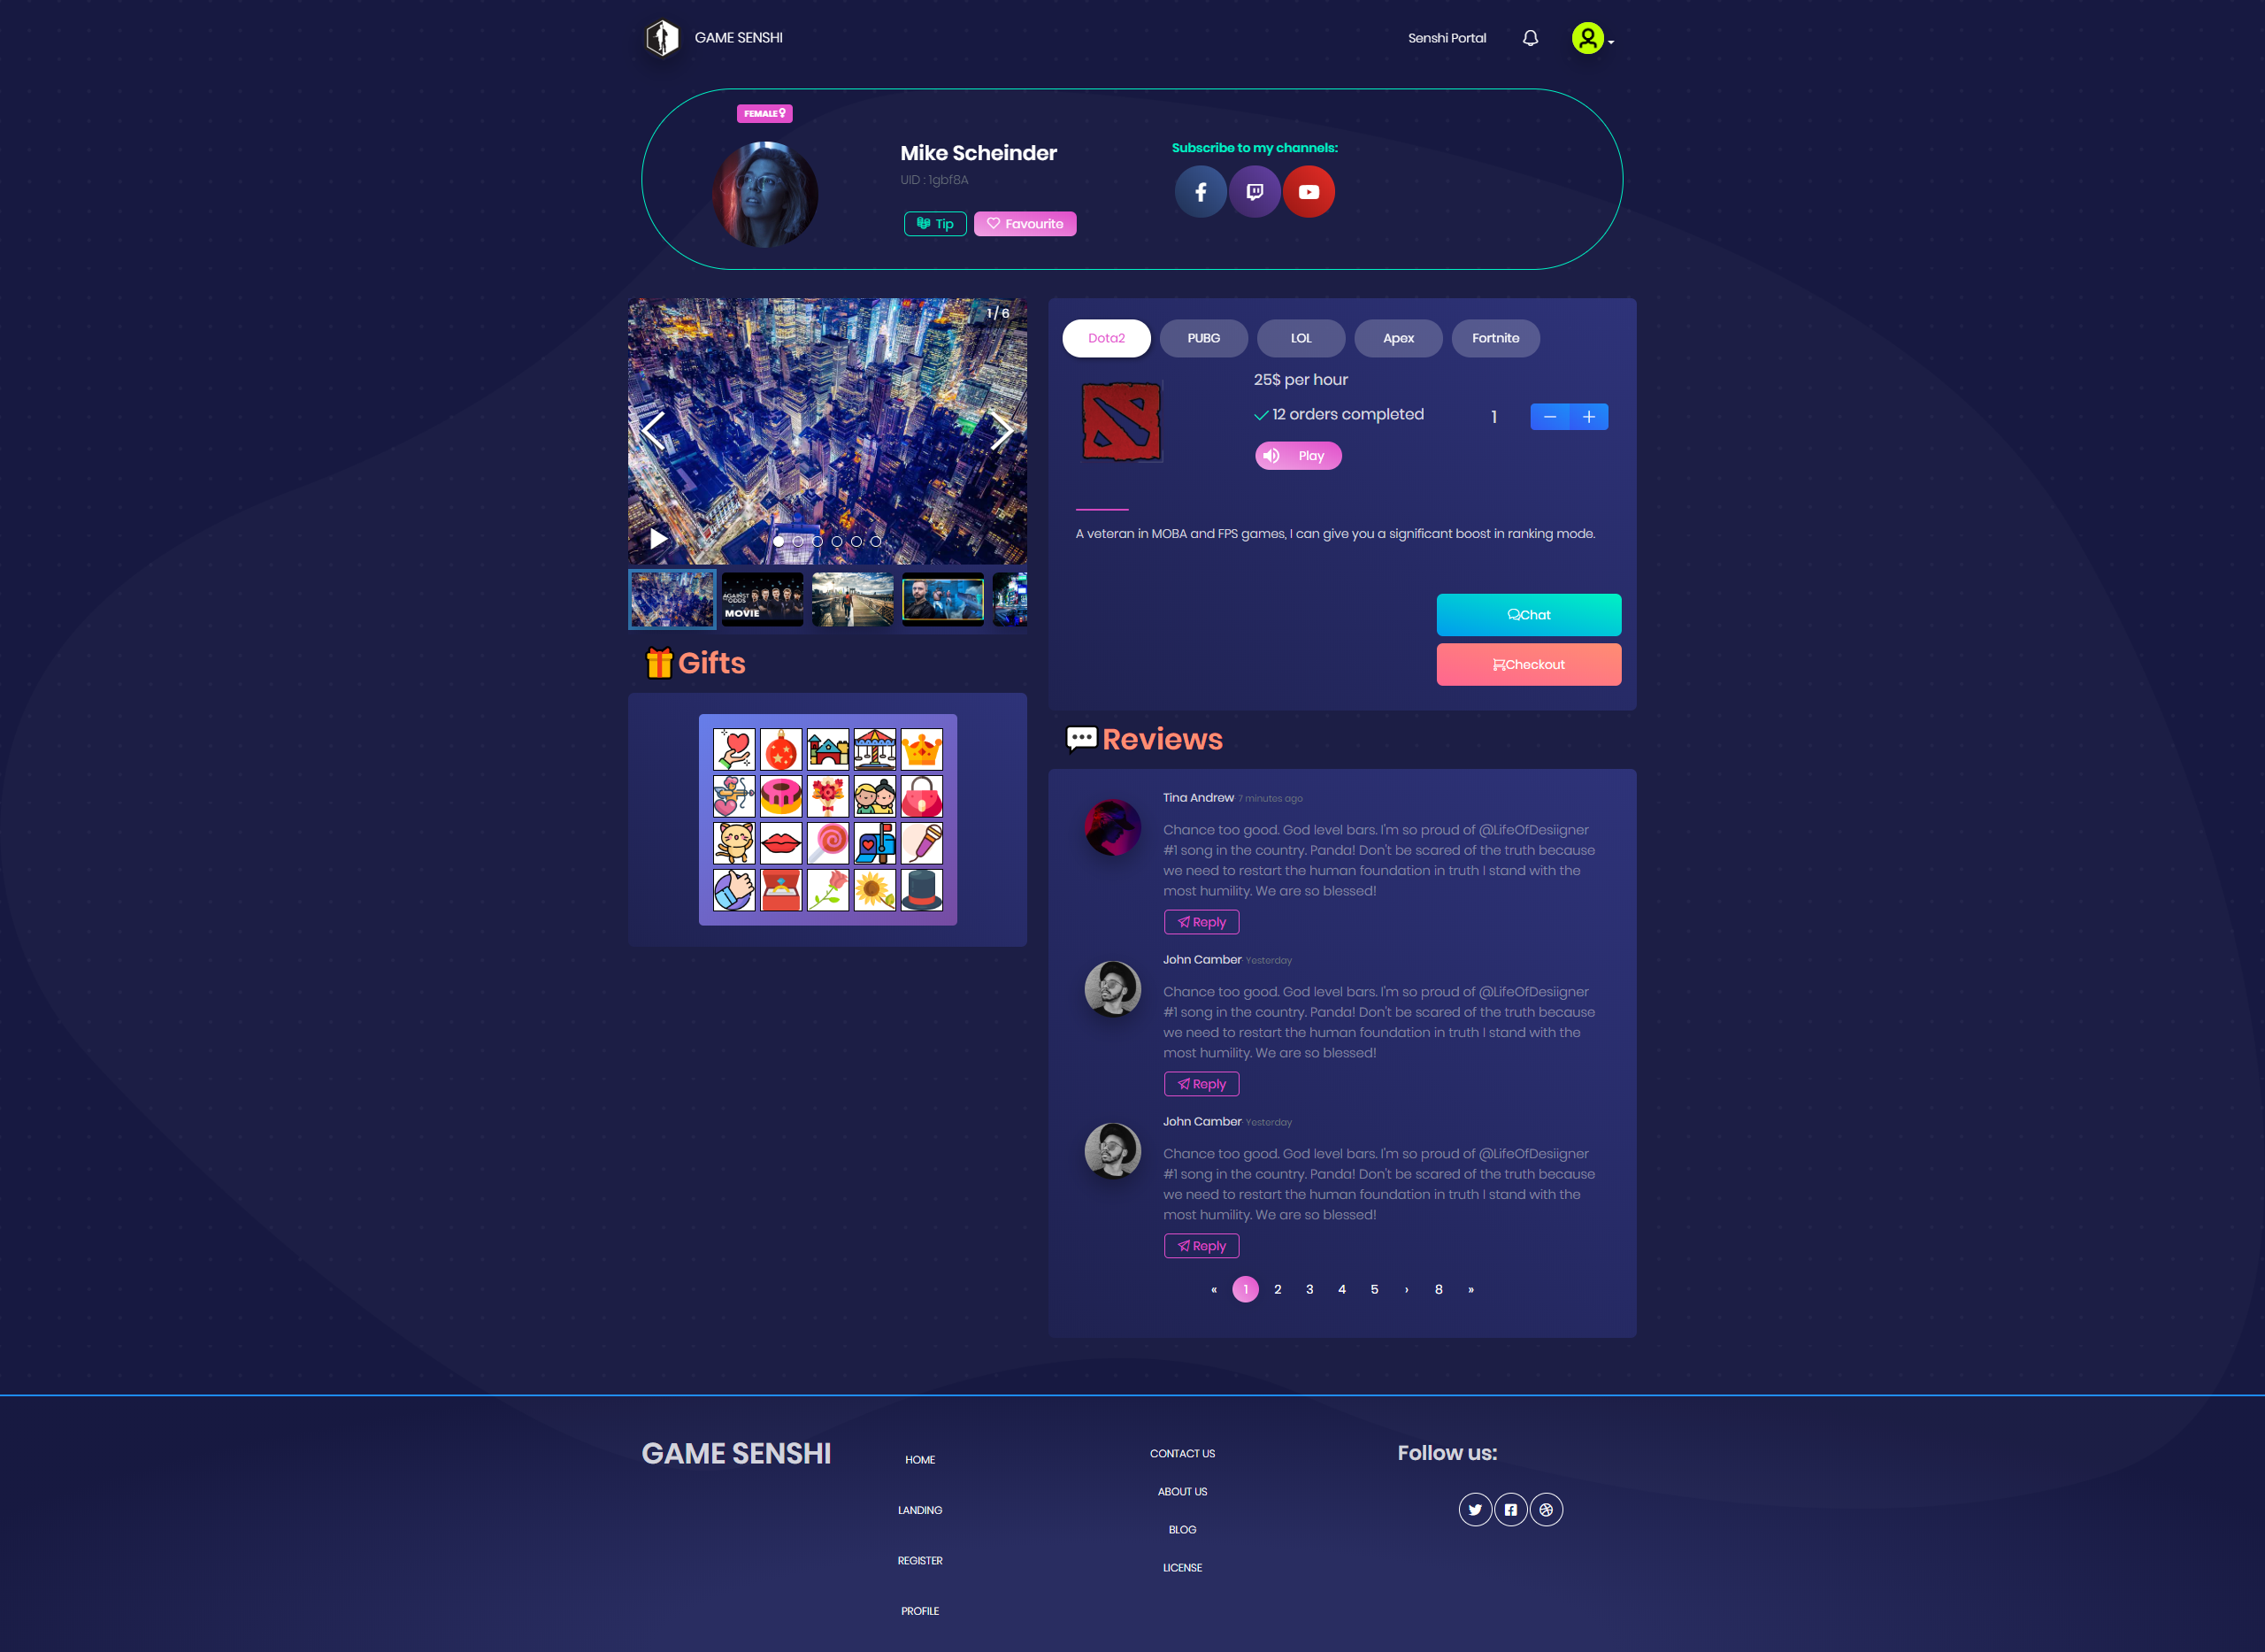 GAME SENSHI
Senshi Portal
FEMALE
Mike Scheinder
UID : 1gbf8A
Tip
Favourite
Subscribe to my channels:
1 / 6
AGAINST
ODDS
MOVIE
Gifts
Dota2
PUBG
LOL
Apex
Fortnite
25$ per hour
12 orders completed
1
Play
A veteran in MOBA and FPS games, I can give you a significant boost in ranking mode.
Chat
Checkout
Reviews
Tina Andrew 7 minutes ago
Chance too good. God level bars. I'm so proud of @LifeOfDesiigner
#1 song in the country. Panda! Don't be scared of the truth because
we need to restart the human foundation in truth I stand with the
most humility. We are so blessed!
Reply
John Camber Yesterday
Chance too good. God level bars. I'm so proud of @LifeOfDesiigner
#1 song in the country. Panda! Don't be scared of the truth because
we need to restart the human foundation in truth I stand with the
most humility. We are so blessed!
Reply
John Camber Yesterday
Chance too good. God level bars. I'm so proud of @LifeOfDesiigner
#1 song in the country. Panda! Don't be scared of the truth because
we need to restart the human foundation in truth I stand with the
most humility. We are so blessed!
Reply
« 1 2 3 4 5 › 8 »
GAME SENSHI
HOME
LANDING
REGISTER
PROFILE
CONTACT US
ABOUT US
BLOG
LICENSE
Follow us: